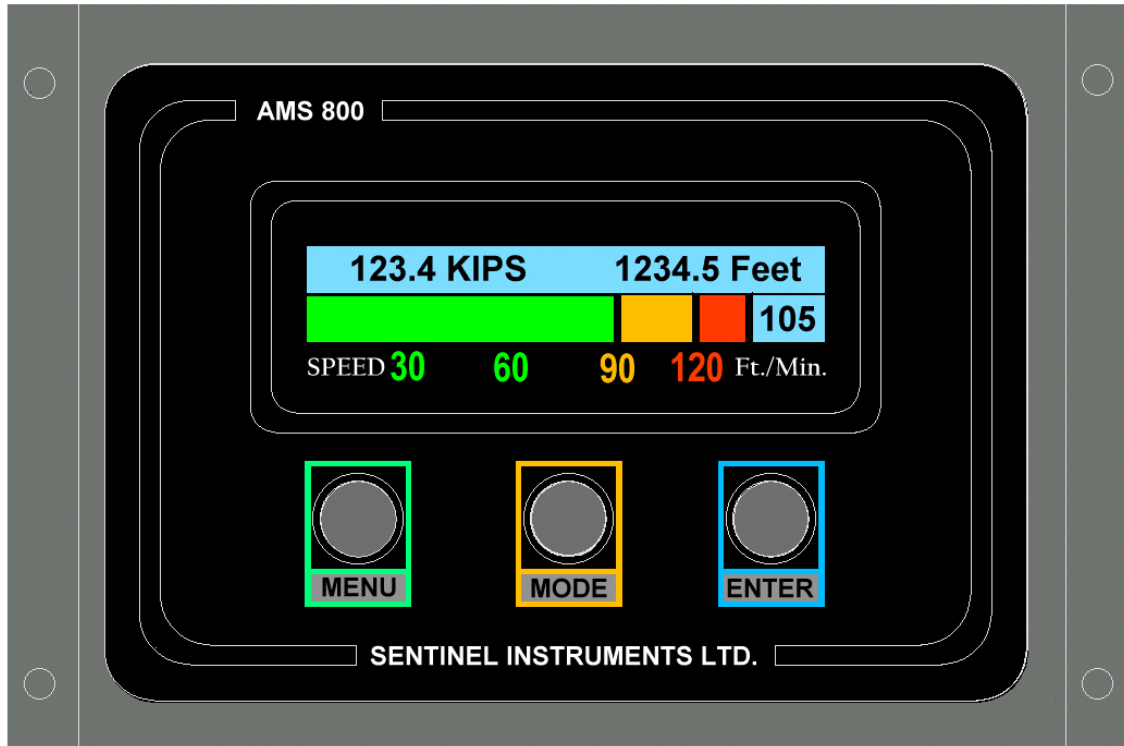 AMS 800
123.4 KIPS 1234.5 Feet
105
SPEED 30 60 90 120 Ft./Min.
MENU MODE ENTER
SENTINEL INSTRUMENTS LTD.